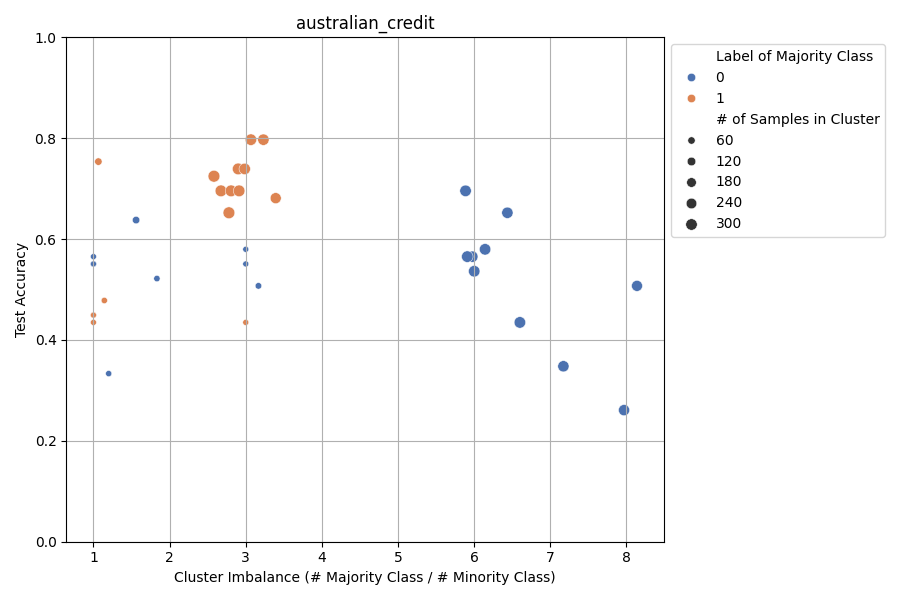 australian_credit
Test Accuracy
1.0
0.8
0.6
0.4
0.2
0.0
1 2 3 4 5 6 7 8
Cluster Imbalance (# Majority Class / # Minority Class)
Label of Majority Class
0
1
# of Samples in Cluster
60
120
180
240
300